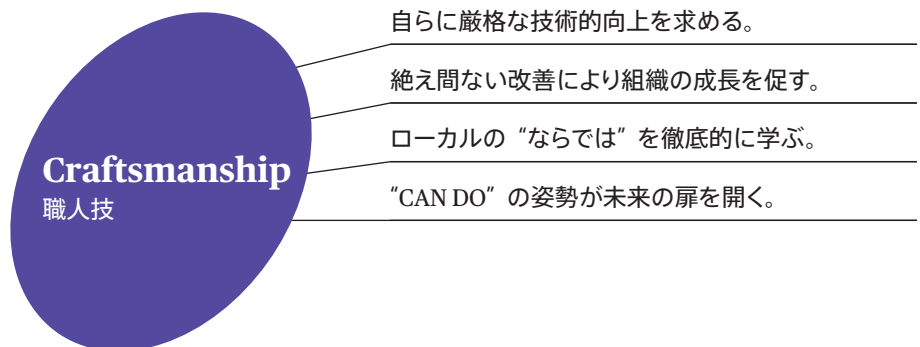 自らに厳格な技術的向上を求める。
絶え間ない改善により組織の成長を促す。
ローカルの“ならでは”を徹底的に学ぶ。
“CAN DO”の姿勢が未来の扉を開く。
Craftsmanship
職人技